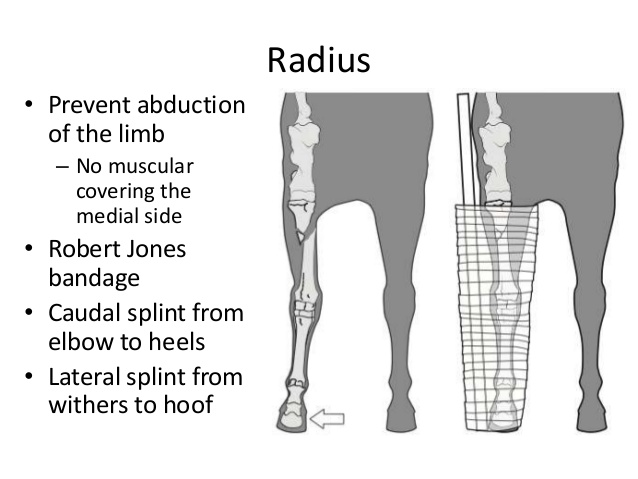 Radius
• Prevent abduction
of the limb
– No muscular
covering the
medial side
• Robert Jones
bandage
• Caudal splint from
elbow to heels
• Lateral splint from
withers to hoof